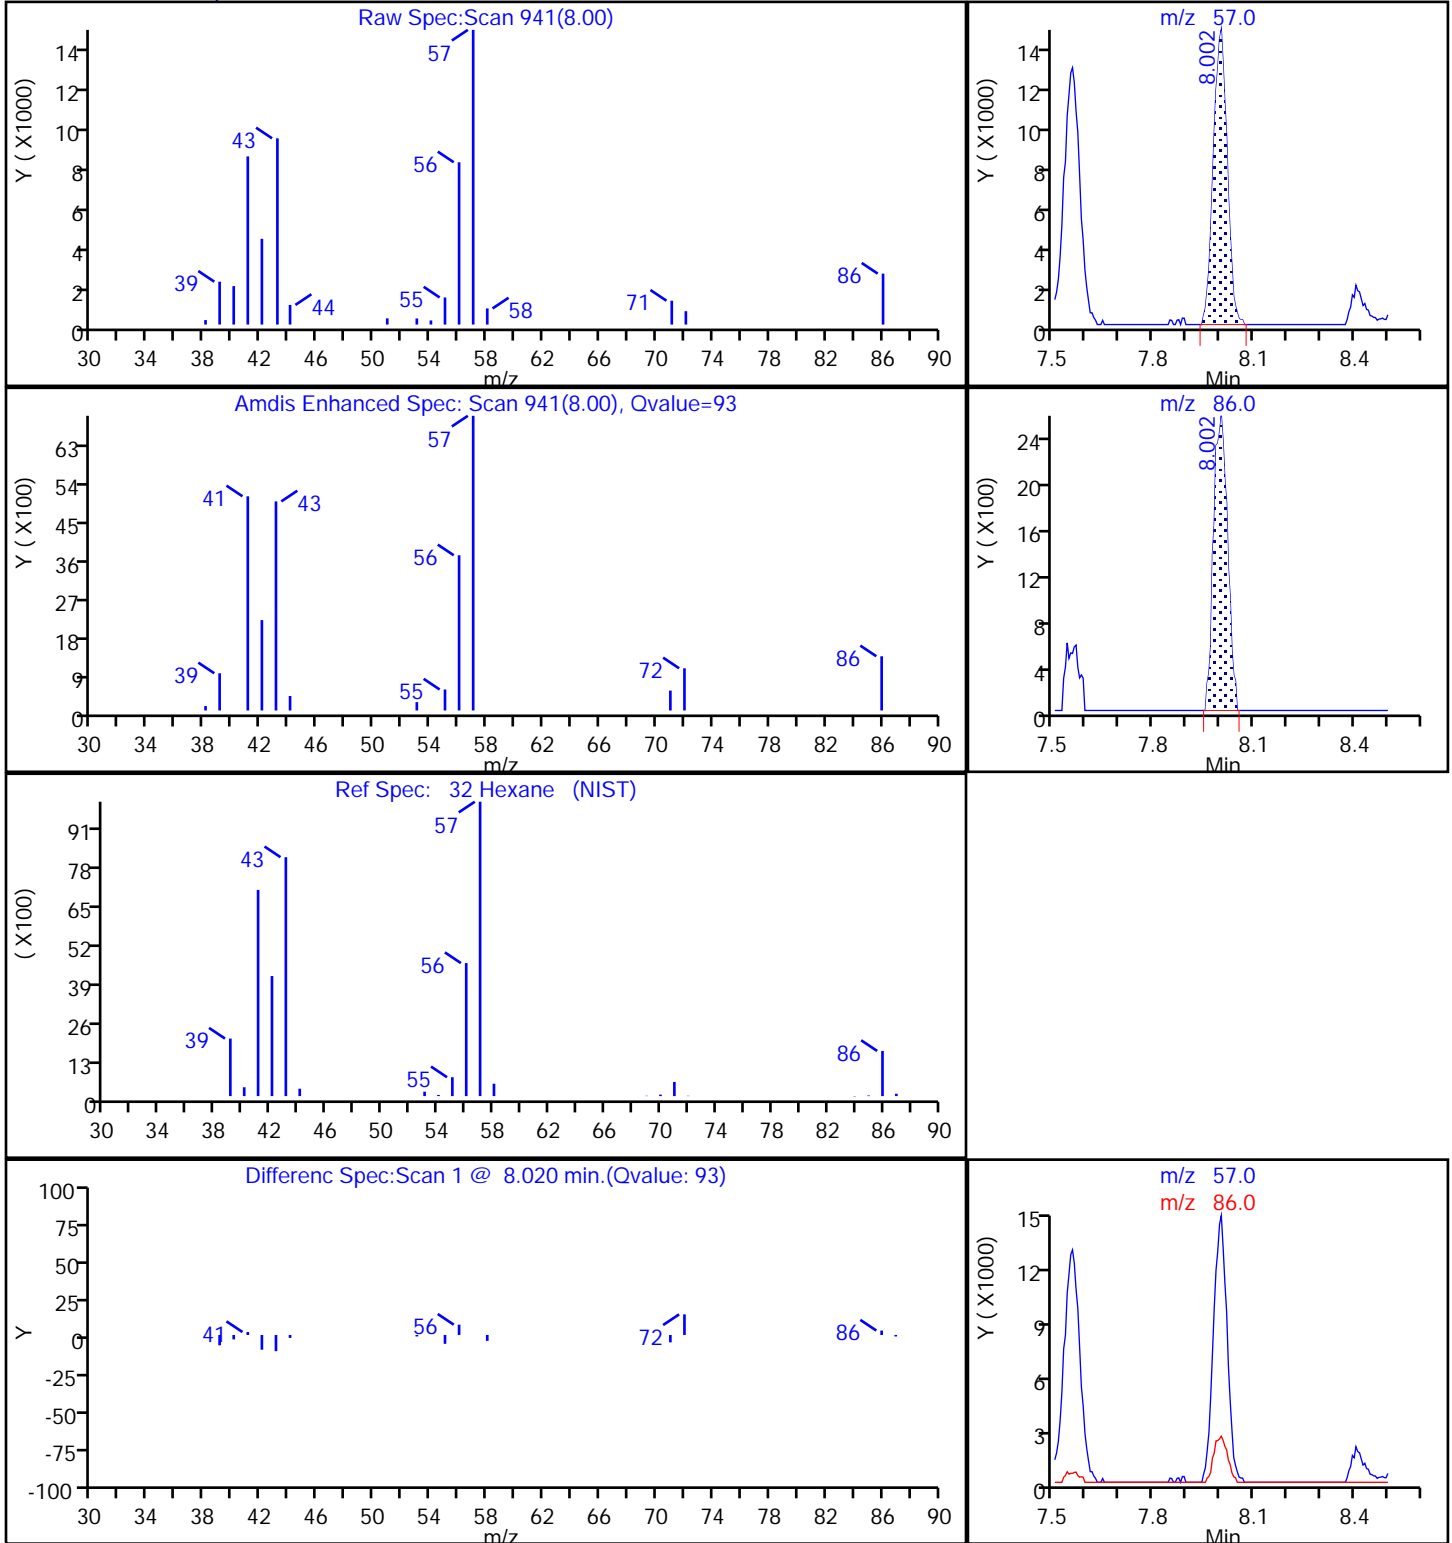 Raw Spec:Scan 941(8.00)
Y ( X1000)
14
12
10
8
6
4
2
0
57
43
56
39
44
55
58
71
86
30 34 38 42 46 50 54 58 62 66 70 74 78 82 86 90
m/z
m/z 57.0
Y ( X1000)
14
12
10
8
6
4
2
0
8.002
7.5 7.8 8.1 8.4
Min
Amdis Enhanced Spec: Scan 941(8.00), Qvalue=93
Y ( X100)
63
54
45
36
27
18
9
0
57
41
43
56
39
55
72
86
30 34 38 42 46 50 54 58 62 66 70 74 78 82 86 90
m/z
m/z 86.0
Y ( X100)
24
20
16
12
8
4
0
8.002
7.5 7.8 8.1 8.4
Min
Ref Spec: 32 Hexane (NIST)
( X100)
91
78
65
52
39
26
13
0
57
43
56
39
55
86
30 34 38 42 46 50 54 58 62 66 70 74 78 82 86 90
Differenc Spec:Scan 1 @ 8.020 min.(Qvalue: 93)
Y
100
75
50
25
0
-25
-50
-75
-100
41
56
72
86
30 34 38 42 46 50 54 58 62 66 70 74 78 82 86 90
m/z
m/z 57.0
m/z 86.0
Y ( X1000)
15
12
9
6
3
0
7.5 7.8 8.1 8.4
Min